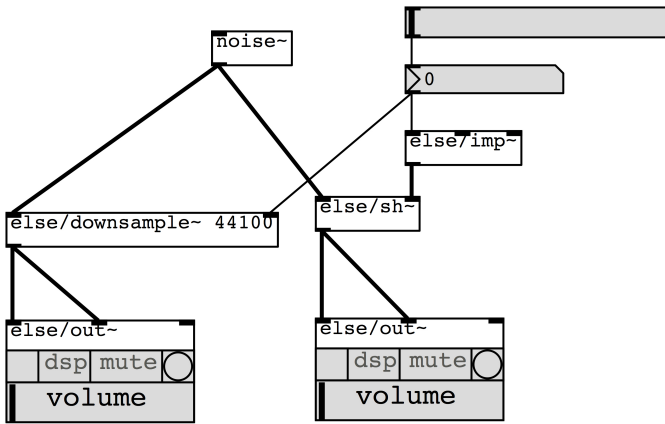 noise~
0
else/imp~
else/downsample~ 44100
else/sh~
else/out~
dsp mute
volume
else/out~
dsp mute
volume